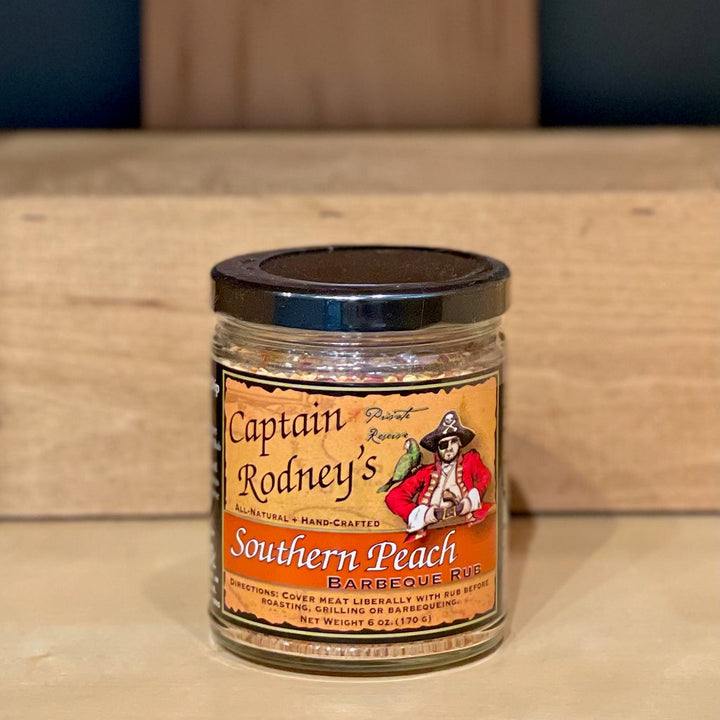 Captain
Private
Reserve
Rodney's
All-Natural + Hand-Crafted
Southern Peach
Barbeque Rub
Directions: Cover meat liberally with rub before
roasting, grilling or barbequeing.
Net Weight 6 oz. (170 g)